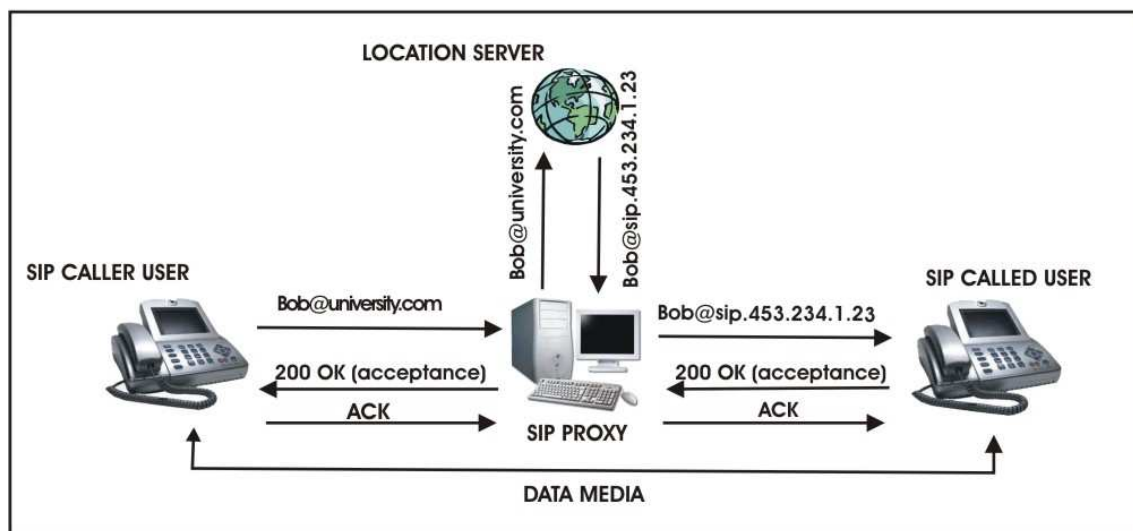 LOCATION SERVER
Bob@university.com
Bob@sip.453.234.1.23
SIP CALLER USER
SIP CALLED USER
Bob@university.com
Bob@sip.453.234.1.23
200 OK (acceptance)
200 OK (acceptance)
ACK
ACK
SIP PROXY
DATA MEDIA